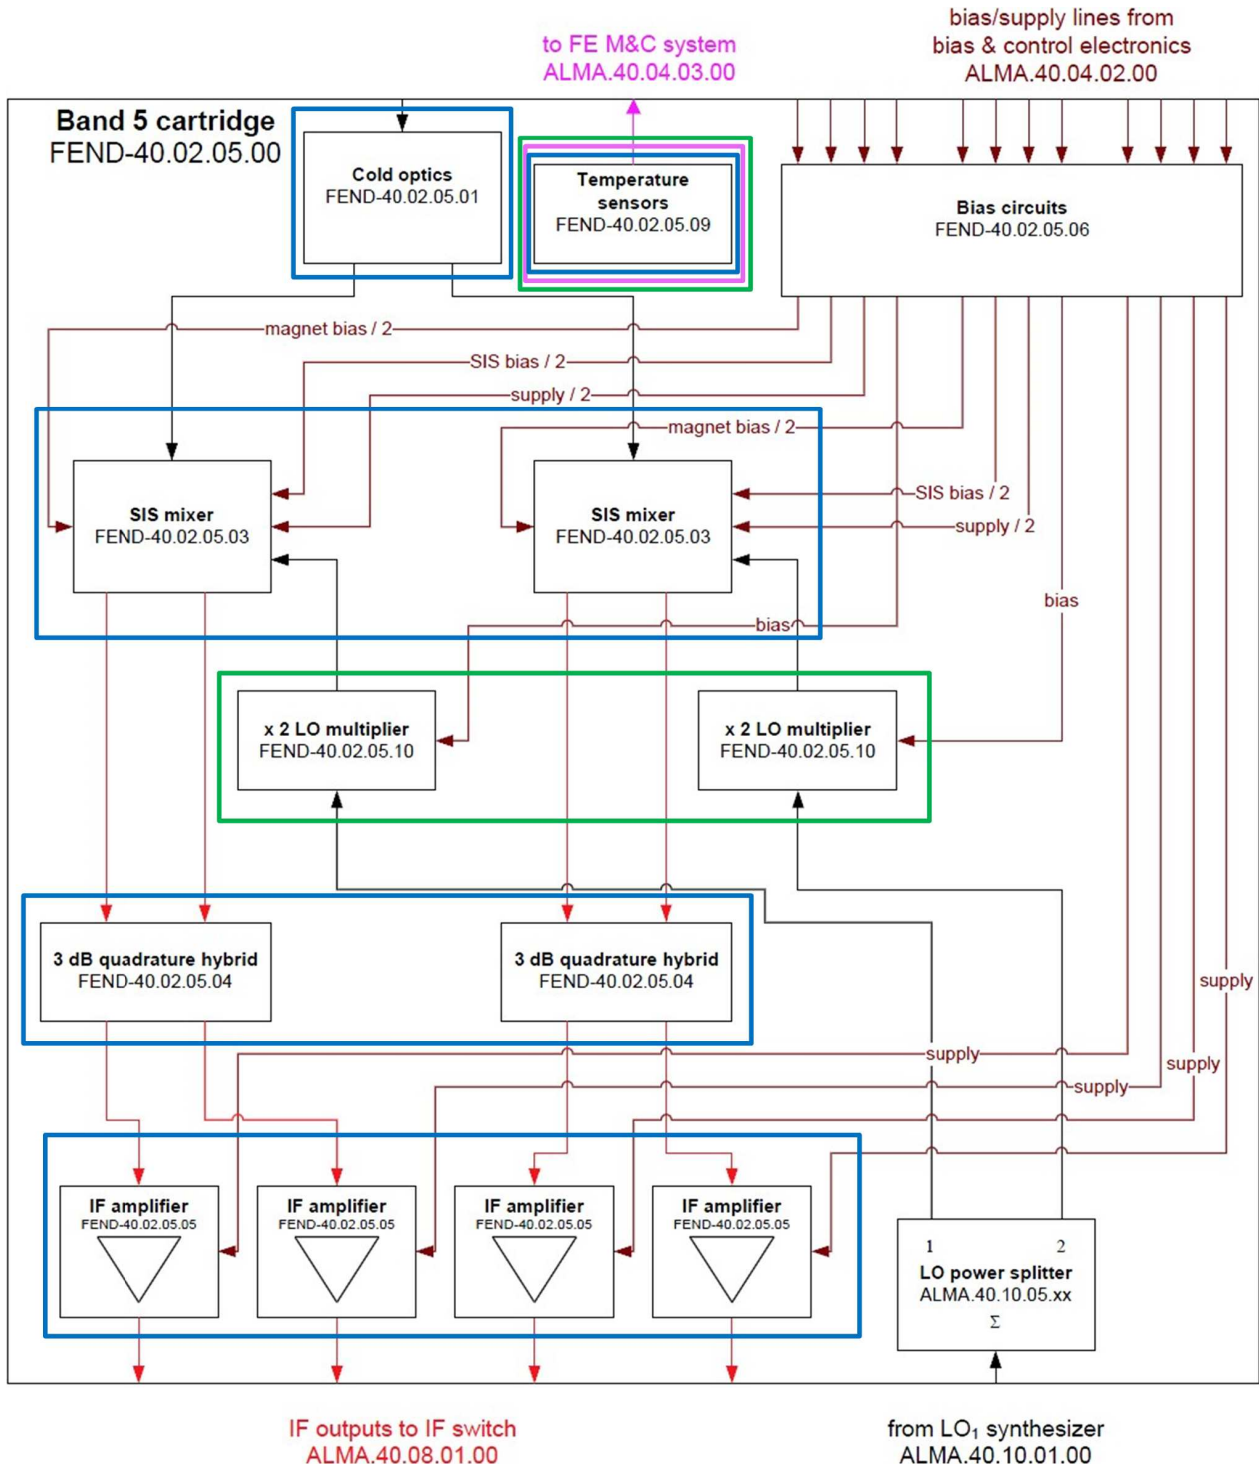 bias/supply lines from
bias & control electronics
ALMA.40.04.02.00
to FE M&C system
ALMA.40.04.03.00
Band 5 cartridge
FEND-40.02.05.00
Cold optics
FEND-40.02.05.01
Temperature
sensors
FEND-40.02.05.09
Bias circuits
FEND-40.02.05.06
magnet bias / 2
SIS bias / 2
supply / 2
magnet bias / 2
SIS bias / 2
supply / 2
SIS mixer
FEND-40.02.05.03
SIS mixer
FEND-40.02.05.03
bias
bias
x 2 LO multiplier
FEND-40.02.05.10
x 2 LO multiplier
FEND-40.02.05.10
3 dB quadrature hybrid
FEND-40.02.05.04
3 dB quadrature hybrid
FEND-40.02.05.04
supply
supply
supply
supply
IF amplifier
FEND-40.02.05.05
IF amplifier
FEND-40.02.05.05
IF amplifier
FEND-40.02.05.05
IF amplifier
FEND-40.02.05.05
1 2
LO power splitter
ALMA.40.10.05.xx
Σ
IF outputs to IF switch
ALMA.40.08.01.00
from LO₁ synthesizer
ALMA.40.10.01.00